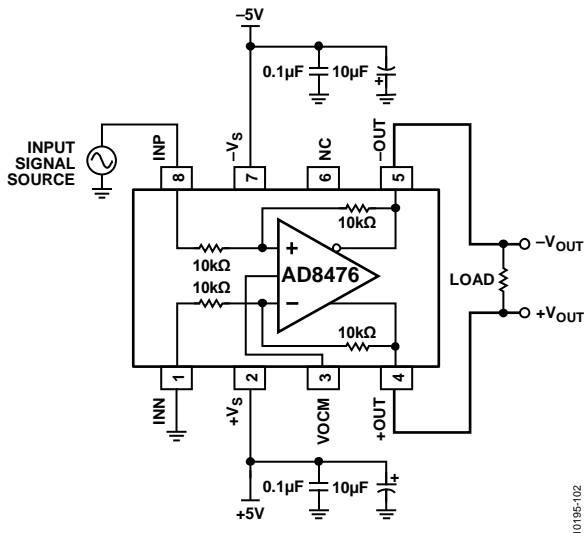 –5V
0.1µF
10µF
+
INPUT
SIGNAL
SOURCE
INP
–VS
NC
–OUT
8
7
6
5
10kΩ
10kΩ
+
–VOUT
AD8476
LOAD
10kΩ
–
+VOUT
10kΩ
1
2
3
4
INN
+VS
VOCM
+OUT
0.1µF
10µF
+
+5V
10195-102